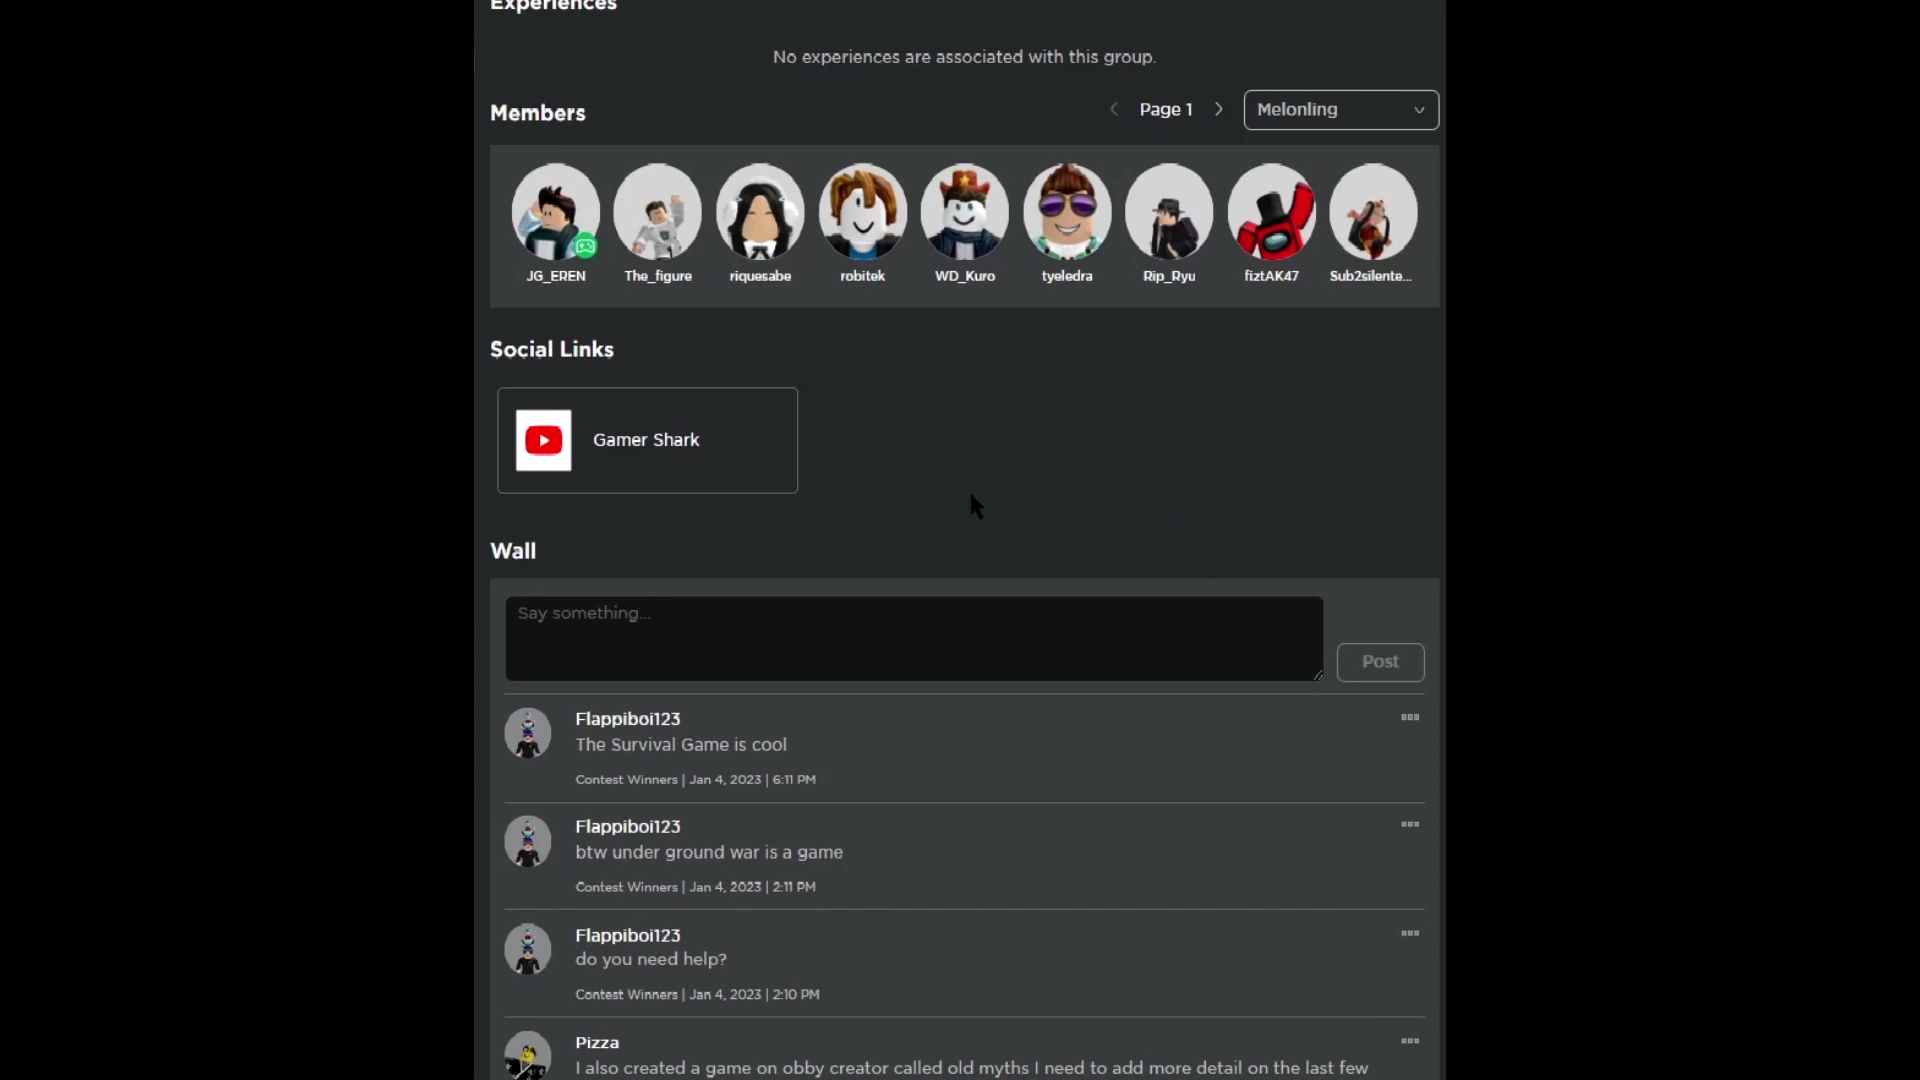 Experiences
No experiences are associated with this group.
Members
Page 1
Melonling
JG_EREN
The_figure
riquesabe
robitek
WD_Kuro
tyeledra
Rip_Ryu
fiztAK47
Sub2silente...
Social Links
Gamer Shark
Wall
Say something...
Post
Flappiboi123
The Survival Game is cool
Contest Winners | Jan 4, 2023 | 6:11 PM
Flappiboi123
btw under ground war is a game
Contest Winners | Jan 4, 2023 | 2:11 PM
Flappiboi123
do you need help?
Contest Winners | Jan 4, 2023 | 2:10 PM
Pizza
I also created a game on obby creator called old myths I need to add more detail on the last few